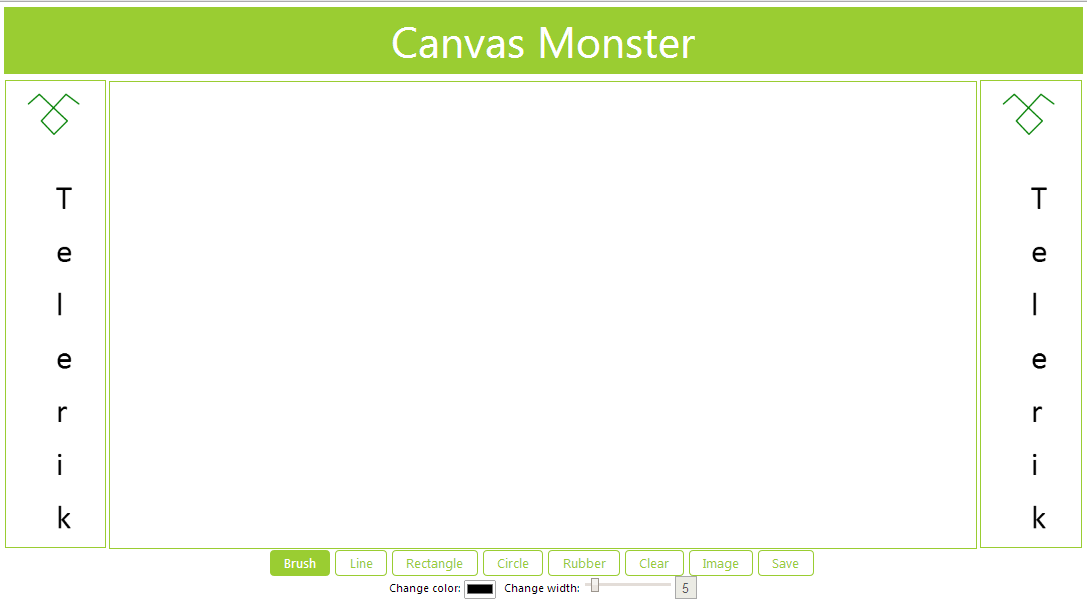 Canvas Monster
T
e
l
e
r
i
k
T
e
l
e
r
i
k
Brush Line Rectangle Circle Rubber Clear Image Save
Change color: Change width: 5